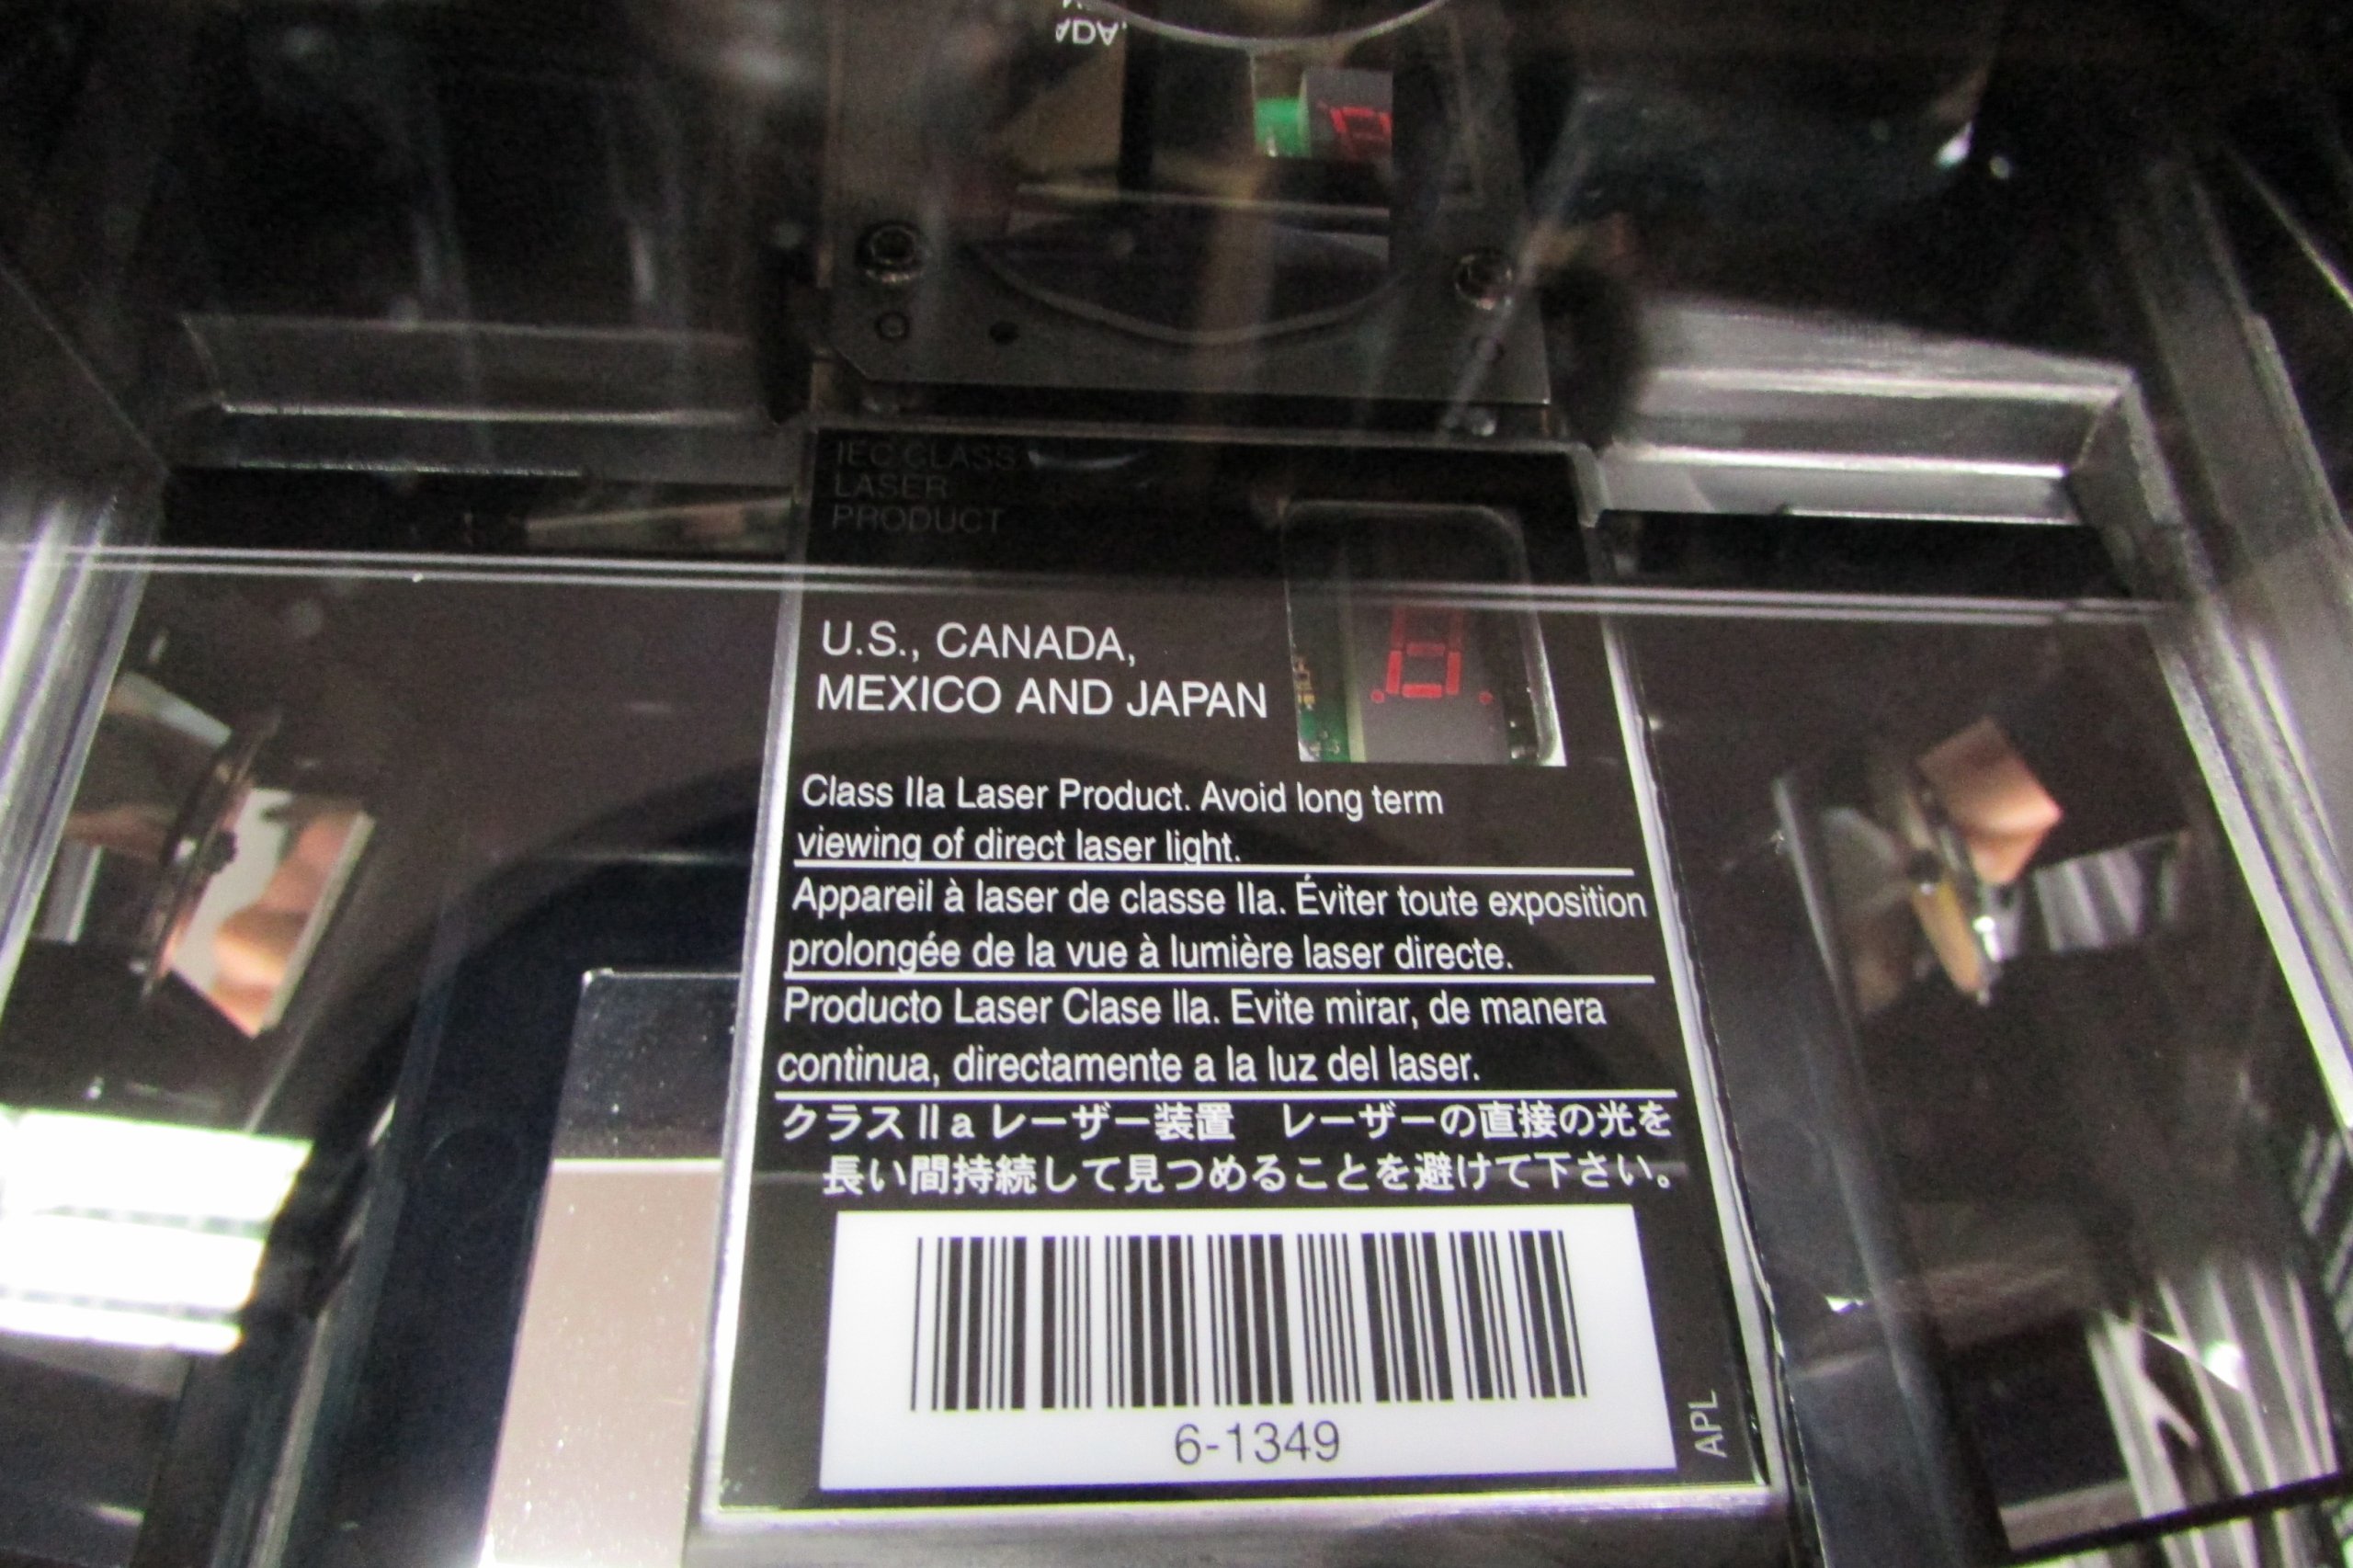 IEC CLASS
LASER
PRODUCT
U.S., CANADA,
MEXICO AND JAPAN
Class IIa Laser Product. Avoid long term
viewing of direct laser light.
Appareil à laser de classe IIa. Éviter toute exposition
prolongée de la vue à lumière laser directe.
Producto Laser Clase IIa. Evite mirar, de manera
continua, directamente a la luz del laser.
クラスIIaレーザー装置　レーザーの直接の光を
長い間持続して見つめることを避けて下さい。
6-1349
APL